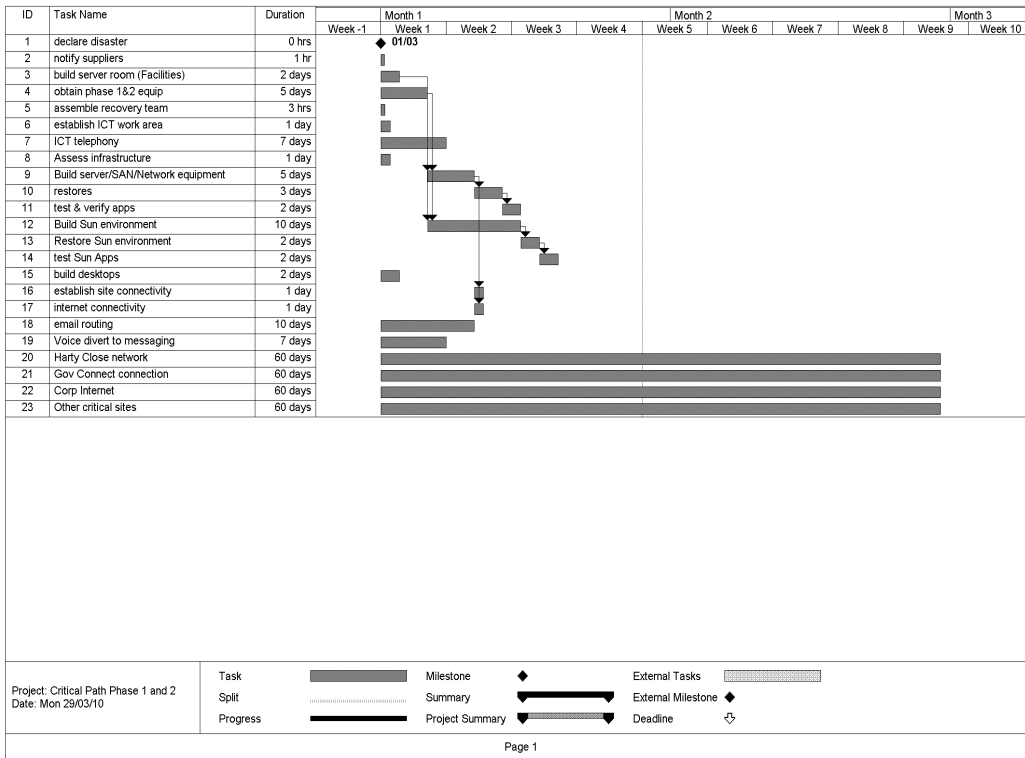 ID Task Name Duration Month 1 Month 2 Month 3
Week -1 Week 1 Week 2 Week 3 Week 4 Week 5 Week 6 Week 7 Week 8 Week 9 Week 10
1 declare disaster 0 hrs 01/03
2 notify suppliers 1 hr
3 build server room (Facilities) 2 days
4 obtain phase 1&2 equip 5 days
5 assemble recovery team 3 hrs
6 establish ICT work area 1 day
7 ICT telephony 7 days
8 Assess infrastructure 1 day
9 Build server/SAN/Network equipment 5 days
10 restores 3 days
11 test & verify apps 2 days
12 Build Sun environment 10 days
13 Restore Sun environment 2 days
14 test Sun Apps 2 days
15 build desktops 2 days
16 establish site connectivity 1 day
17 internet connectivity 1 day
18 email routing 10 days
19 Voice divert to messaging 7 days
20 Harty Close network 60 days
21 Gov Connect connection 60 days
22 Corp Internet 60 days
23 Other critical sites 60 days
Project: Critical Path Phase 1 and 2
Date: Mon 29/03/10
Task Milestone External Tasks
Split Summary External Milestone
Progress Project Summary Deadline
Page 1